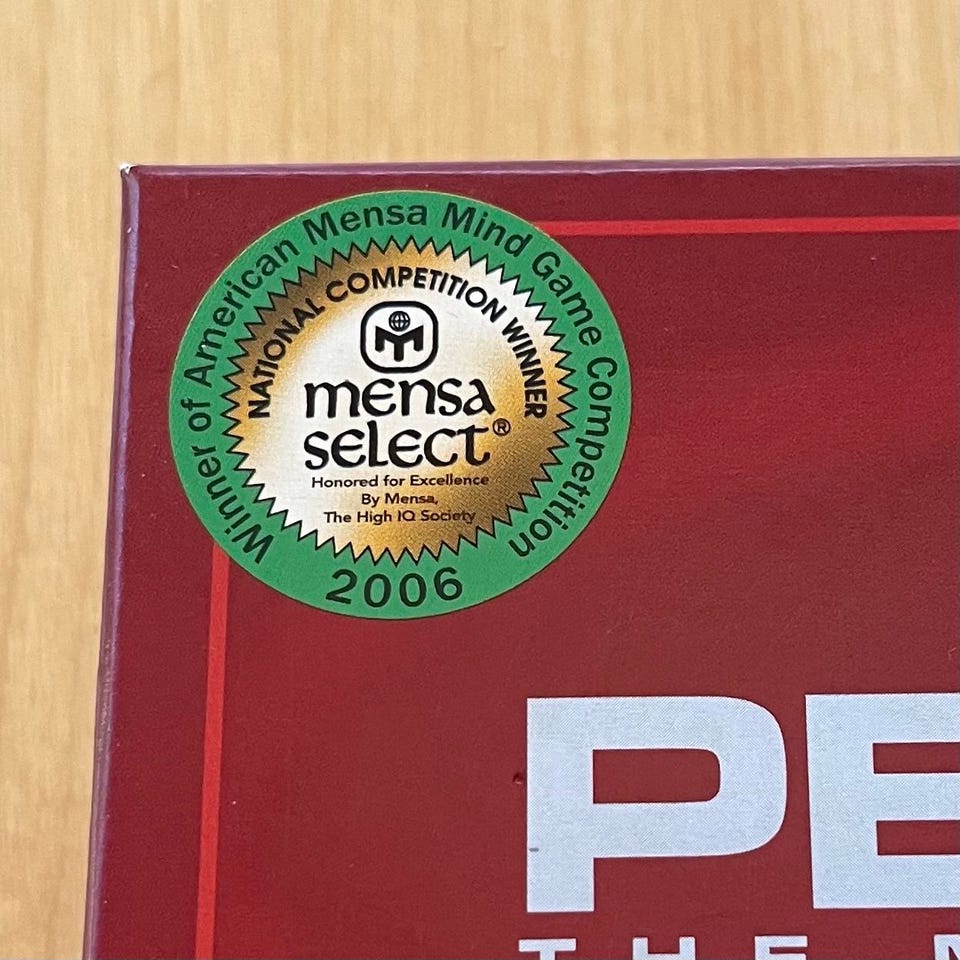 Winner of American Mensa Mind Game Competition
NATIONAL COMPETITION WINNER
mensa
select®
Honored for Excellence
By Mensa,
The High IQ Society
2006
PE
THE